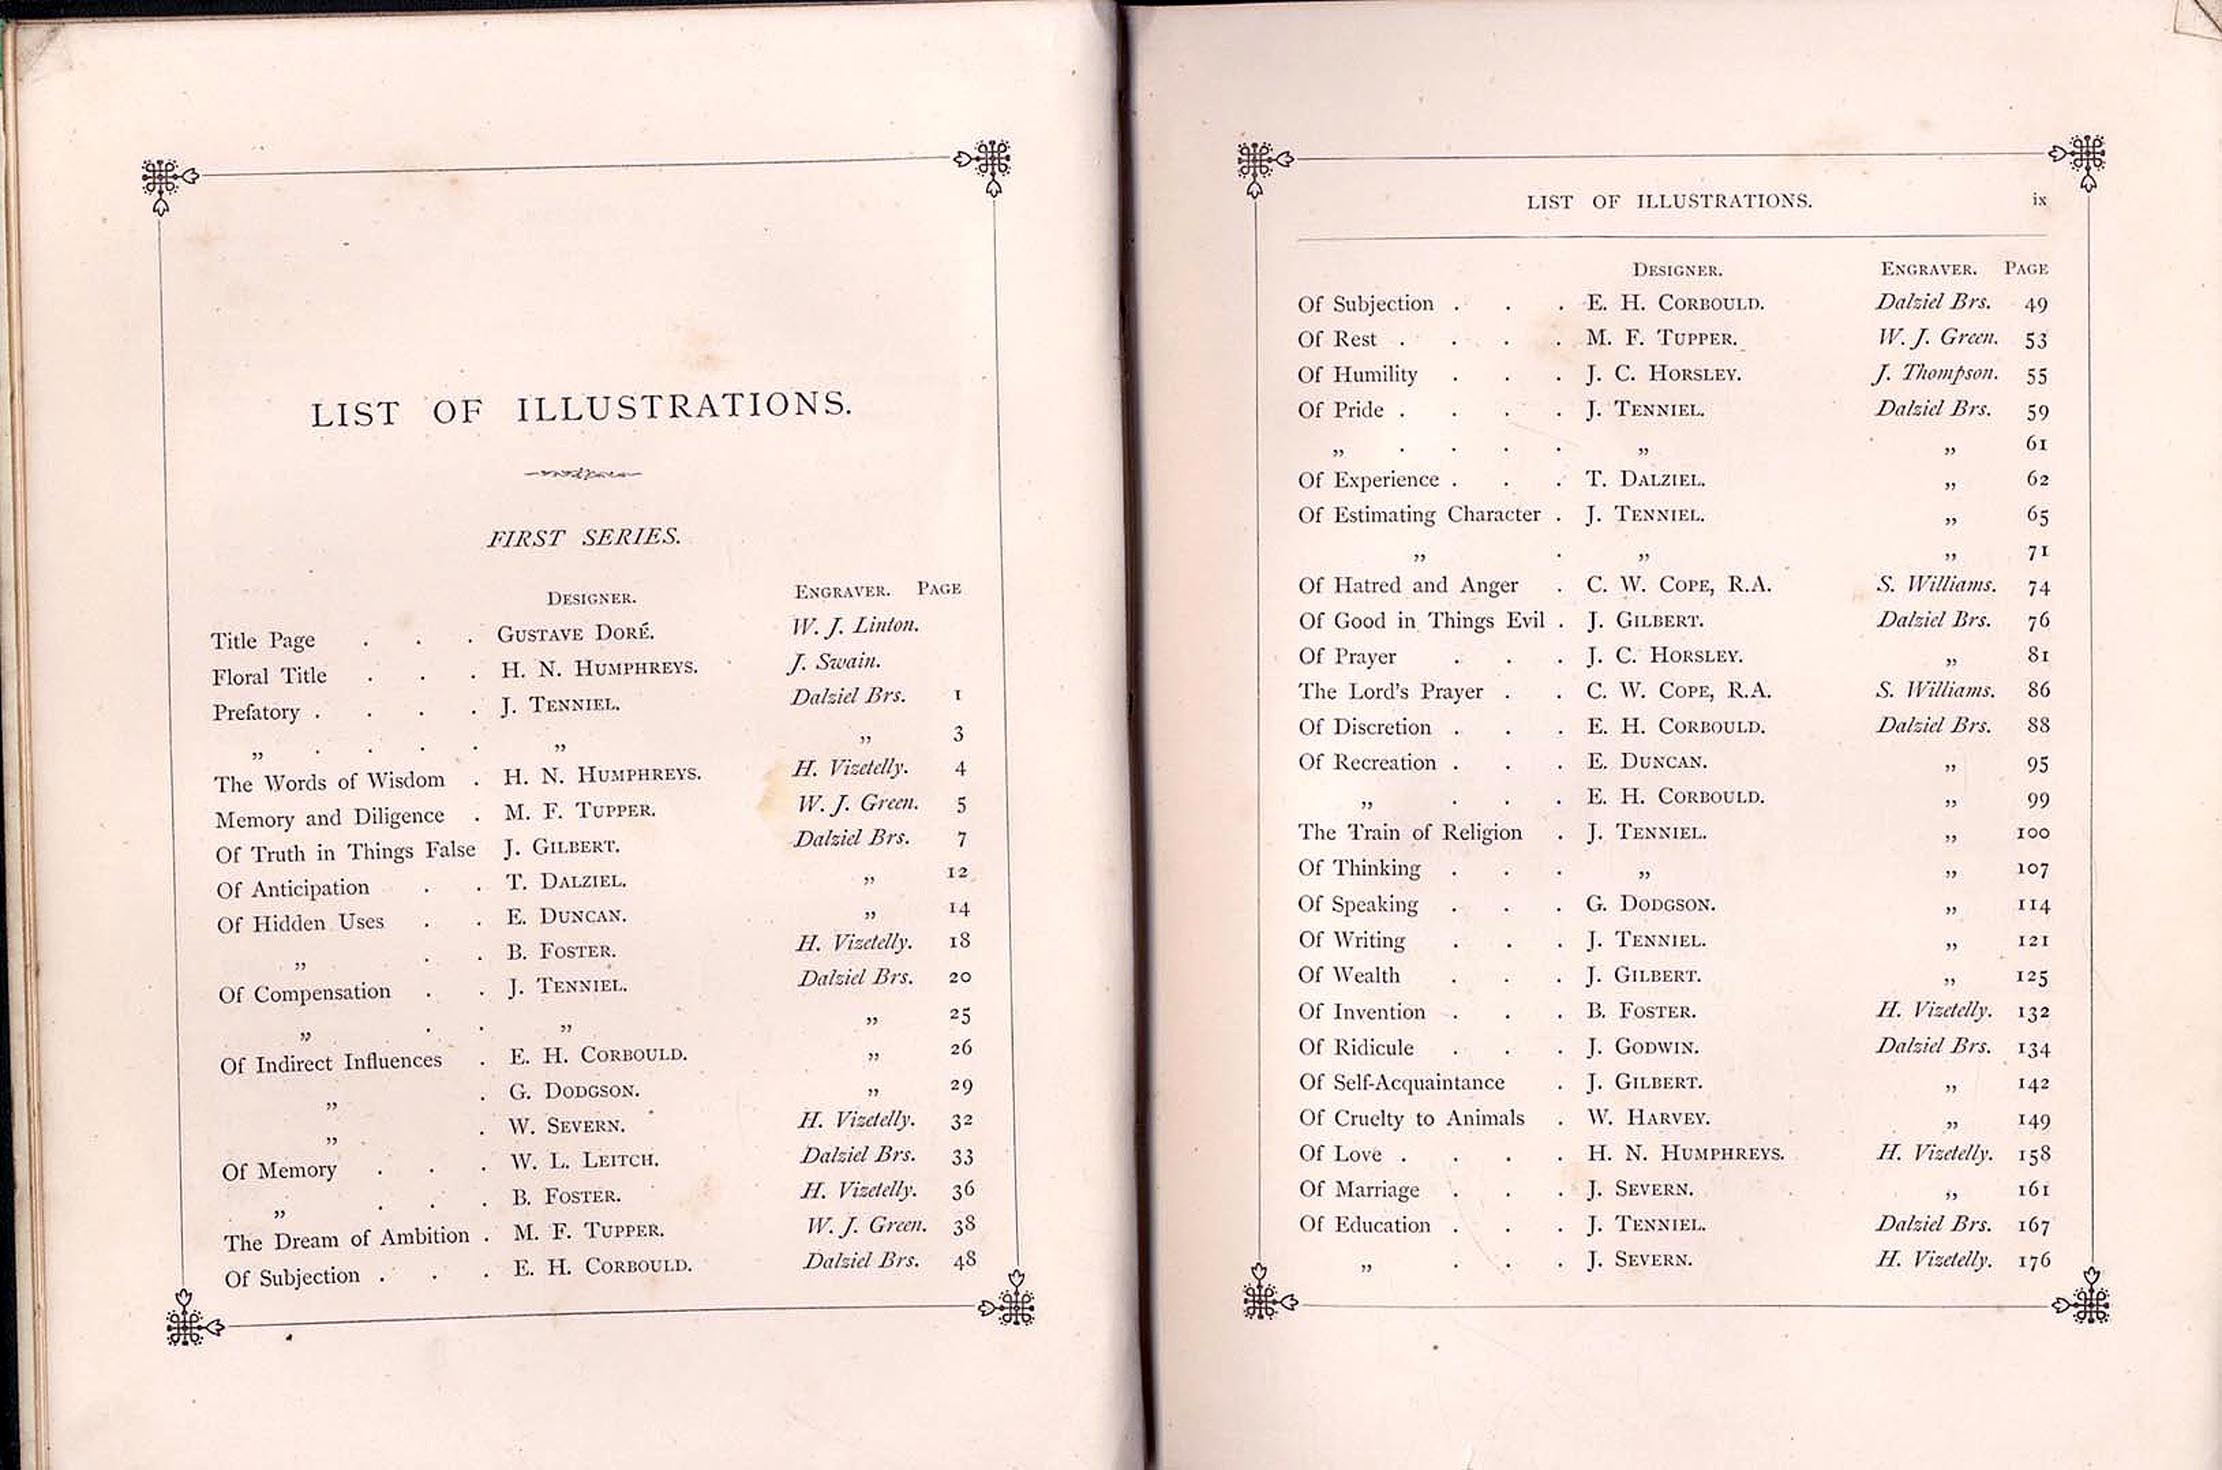 LIST OF ILLUSTRATIONS.
FIRST SERIES.
DESIGNER. ENGRAVER. PAGE
Title Page . . . GUSTAVE DORÉ. W. J. Linton.
Floral Title . . . H. N. HUMPHREYS. J. Swain.
Prefatory . . . . J. TENNIEL. Dalziel Brs. 1
„ . . . . „ „ 3
The Words of Wisdom . H. N. HUMPHREYS. H. Vizetelly. 4
Memory and Diligence . M. F. TUPPER. W. J. Green. 5
Of Truth in Things False J. GILBERT. Dalziel Brs. 7
Of Anticipation . . T. DALZIEL. „ 12
Of Hidden Uses . . E. DUNCAN. „ 14
„ . . B. FOSTER. H. Vizetelly. 18
Of Compensation . . J. TENNIEL. Dalziel Brs. 20
„ . . „ „ 25
Of Indirect Influences . E. H. CORBOULD. „ 26
„ . G. DODGSON. „ 29
„ . W. SEVERN. H. Vizetelly. 32
Of Memory . . . W. L. LEITCH. Dalziel Brs. 33
„ . . . B. FOSTER. H. Vizetelly. 36
The Dream of Ambition . M. F. TUPPER. W. J. Green. 38
Of Subjection . . . E. H. CORBOULD. Dalziel Brs. 48
LIST OF ILLUSTRATIONS. ix
DESIGNER. ENGRAVER. PAGE
Of Subjection . . . E. H. CORBOULD. Dalziel Brs. 49
Of Rest . . . . M. F. TUPPER. W. J. Green. 53
Of Humility . . . J. C. HORSLEY. J. Thompson. 55
Of Pride . . . . J. TENNIEL. Dalziel Brs. 59
„ . . . . „ „ 61
Of Experience . . . T. DALZIEL. „ 62
Of Estimating Character . J. TENNIEL. „ 65
„ . „ „ 71
Of Hatred and Anger . C. W. COPE, R.A. S. Williams. 74
Of Good in Things Evil . J. GILBERT. Dalziel Brs. 76
Of Prayer . . . J. C. HORSLEY. „ 81
The Lord's Prayer . . C. W. COPE, R.A. S. Williams. 86
Of Discretion . . . E. H. CORBOULD. Dalziel Brs. 88
Of Recreation . . . E. DUNCAN. „ 95
„ . . . E. H. CORBOULD. „ 99
The Train of Religion . J. TENNIEL. „ 100
Of Thinking . . . „ „ 107
Of Speaking . . . G. DODGSON. „ 114
Of Writing . . . J. TENNIEL. „ 121
Of Wealth . . . J. GILBERT. „ 125
Of Invention . . . B. FOSTER. H. Vizetelly. 132
Of Ridicule . . . J. GODWIN. Dalziel Brs. 134
Of Self-Acquaintance . J. GILBERT. „ 142
Of Cruelty to Animals . W. HARVEY. „ 149
Of Love . . . . H. N. HUMPHREYS. H. Vizetelly. 158
Of Marriage . . . J. SEVERN. „ 161
Of Education . . . J. TENNIEL. Dalziel Brs. 167
„ . . . J. SEVERN. H. Vizetelly. 176